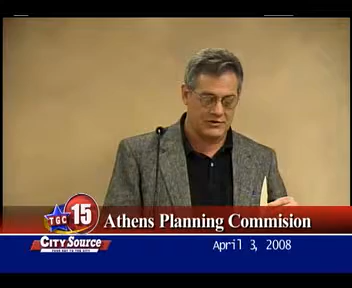 TGC 15
Athens Planning Commision
CITY SOURCE
April 3, 2008